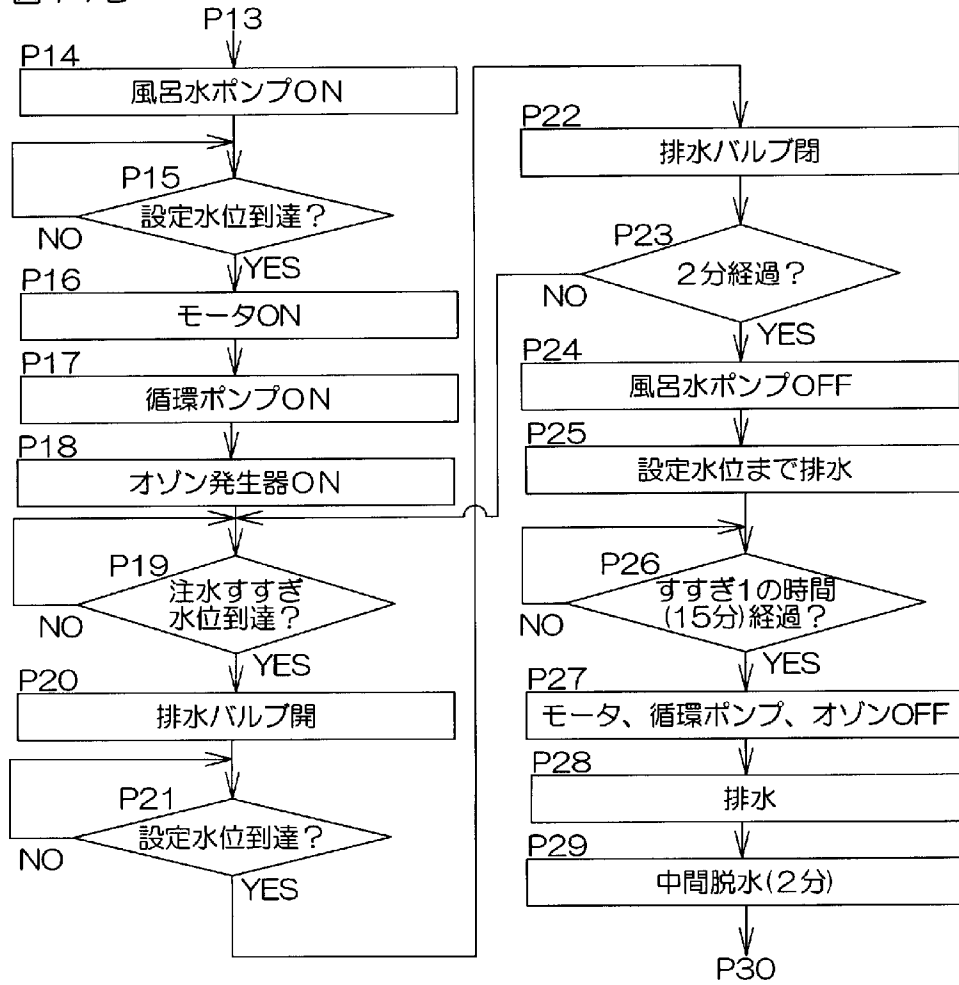 P13
P14
風呂水ポンプON
P15
設定水位到達?
NO
YES
P16
モータON
P17
循環ポンプON
P18
オゾン発生器ON
P19
注水すすぎ
水位到達?
NO
YES
P20
排水バルブ開
P21
設定水位到達?
NO
YES
P22
排水バルブ閉
P23
2分経過?
NO
YES
P24
風呂水ポンプOFF
P25
設定水位まで排水
P26
すすぎ1の時間
(15分)経過?
NO
YES
P27
モータ、循環ポンプ、オゾンOFF
P28
排水
P29
中間脱水(2分)
P30